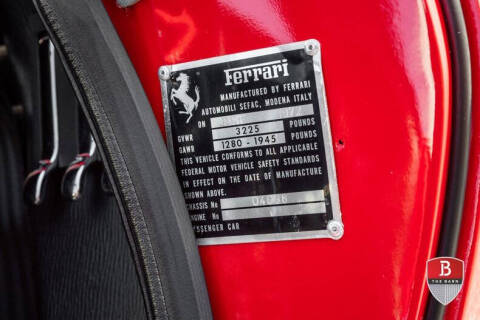 Ferrari
MANUFACTURED BY FERRARI
AUTOMOBILI SEFAC, MODENA ITALY
ON
GVWR 3225 POUNDS
GAWR 1280 - 1945 POUNDS
THIS VEHICLE CONFORMS TO ALL APPLICABLE
FEDERAL MOTOR VEHICLE SAFETY STANDARDS
IN EFFECT ON THE DATE OF MANUFACTURE
SHOWN ABOVE.
CHASSIS No
ENGINE No
PASSENGER CAR
B
THE BARN